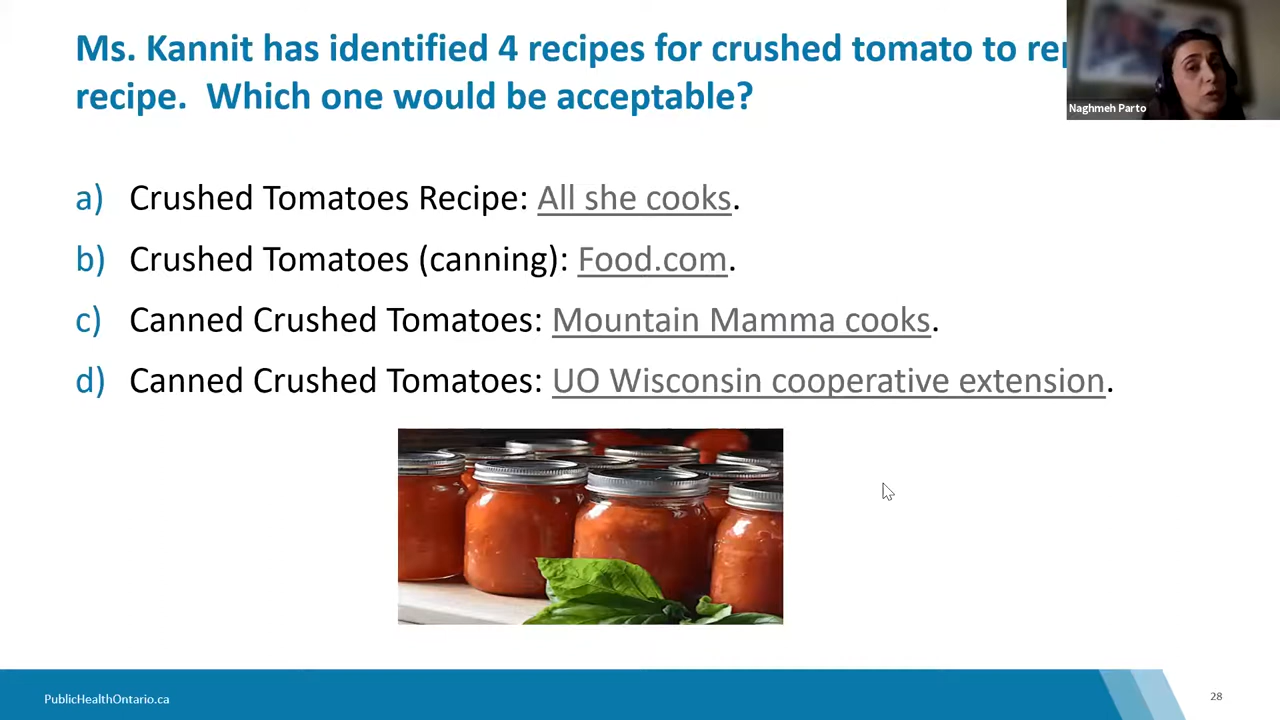 Ms. Kannit has identified 4 recipes for crushed tomato to
recipe. Which one would be acceptable?
Naghmeh Parto
a) Crushed Tomatoes Recipe: All she cooks.
b) Crushed Tomatoes (canning): Food.com.
c) Canned Crushed Tomatoes: Mountain Mamma cooks.
d) Canned Crushed Tomatoes: UO Wisconsin cooperative extension.
PublicHealthOntario.ca
28